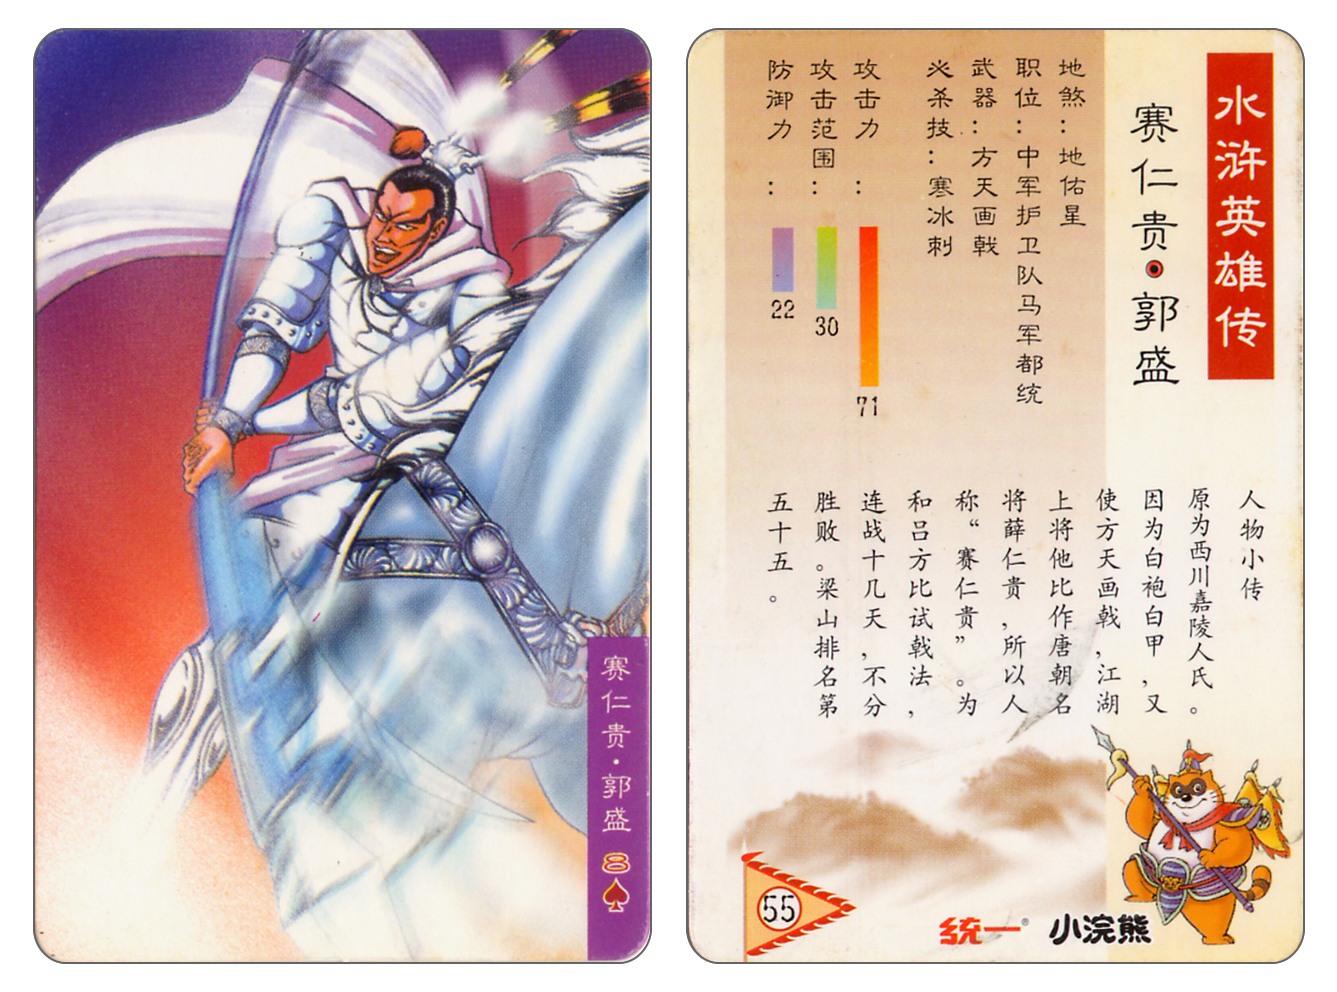 赛仁贵·郭盛
8
水浒英雄传
赛仁贵·郭盛
地煞：地佑星
职位：中军护卫队马军都统
武器：方天画戟
必杀技：寒冰刺
攻击力：71
攻击范围：30
防御力：22
人物小传
原为西川嘉陵人氏。
因为白袍白甲，又
使方天画戟，江湖
上将他比作唐朝名
将薛仁贵，所以人
称“赛仁贵”。为
和吕方比试戟法，
连战十几天，不分
胜败。梁山排名第
五十五。
55
统一® 小浣熊